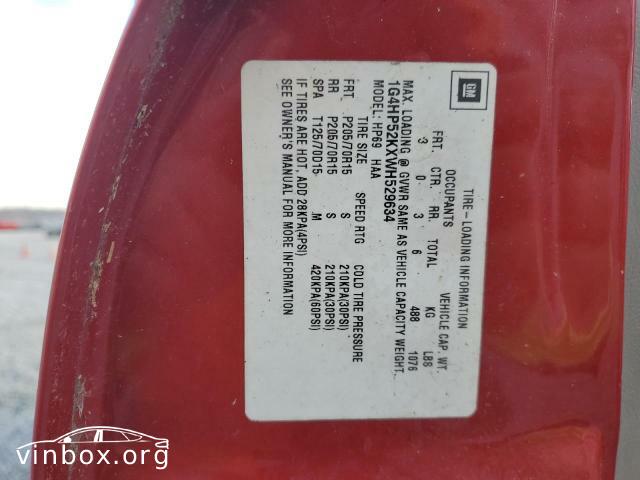 GM
TIRE-LOADING INFORMATION
OCCUPANTS VEHICLE CAP. WT.
FRT. CTR. RR. TOTAL KG LBS
3 0 3 6 488 1076
MAX. LOADING @ GVWR SAME AS VEHICLE CAPACITY WEIGHT.
1G4HP52KXWH529634
MODEL: HP69 HAA
TIRE SIZE SPEED RTG COLD TIRE PRESSURE
FRT P205/70R15 S 210KPA(30PSI)
RR P205/70R15 S 210KPA(30PSI)
SPA T125/70D15 M 420KPA(60PSI)
IF TIRES ARE HOT, ADD 28KPA(4PSI)
SEE OWNER'S MANUAL FOR MORE INFORMATION
vinbox.org